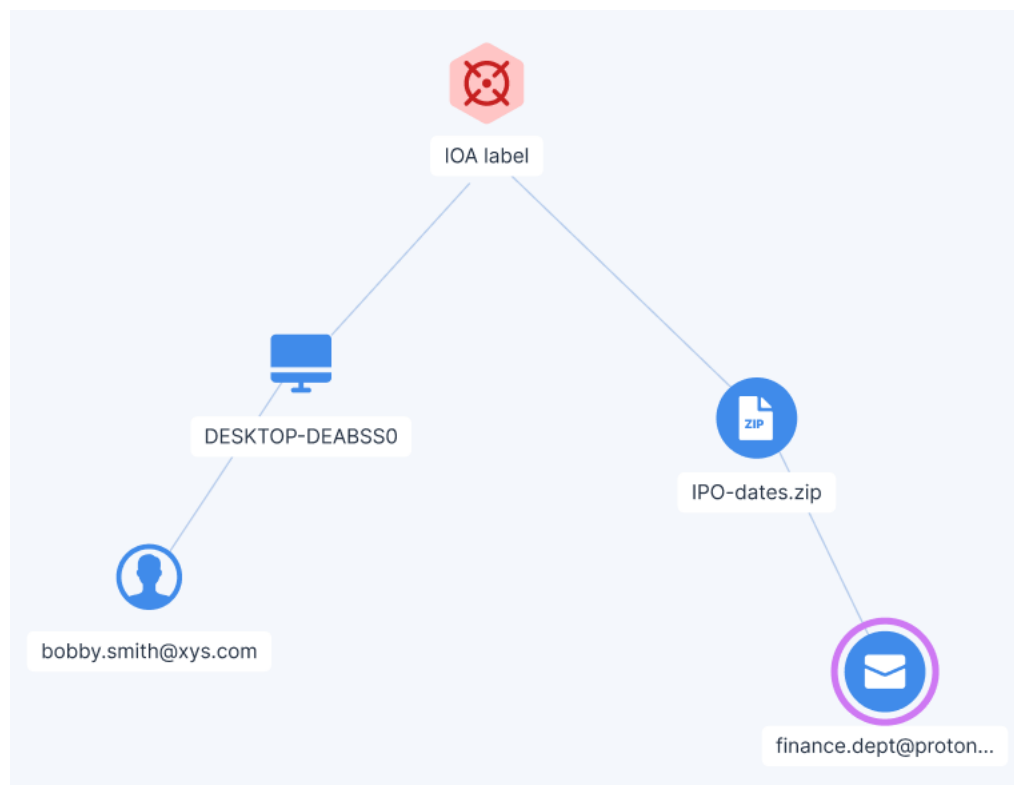 IOA label
DESKTOP-DEABSS0
ZIP
IPO-dates.zip
bobby.smith@xys.com
finance.dept@proton...